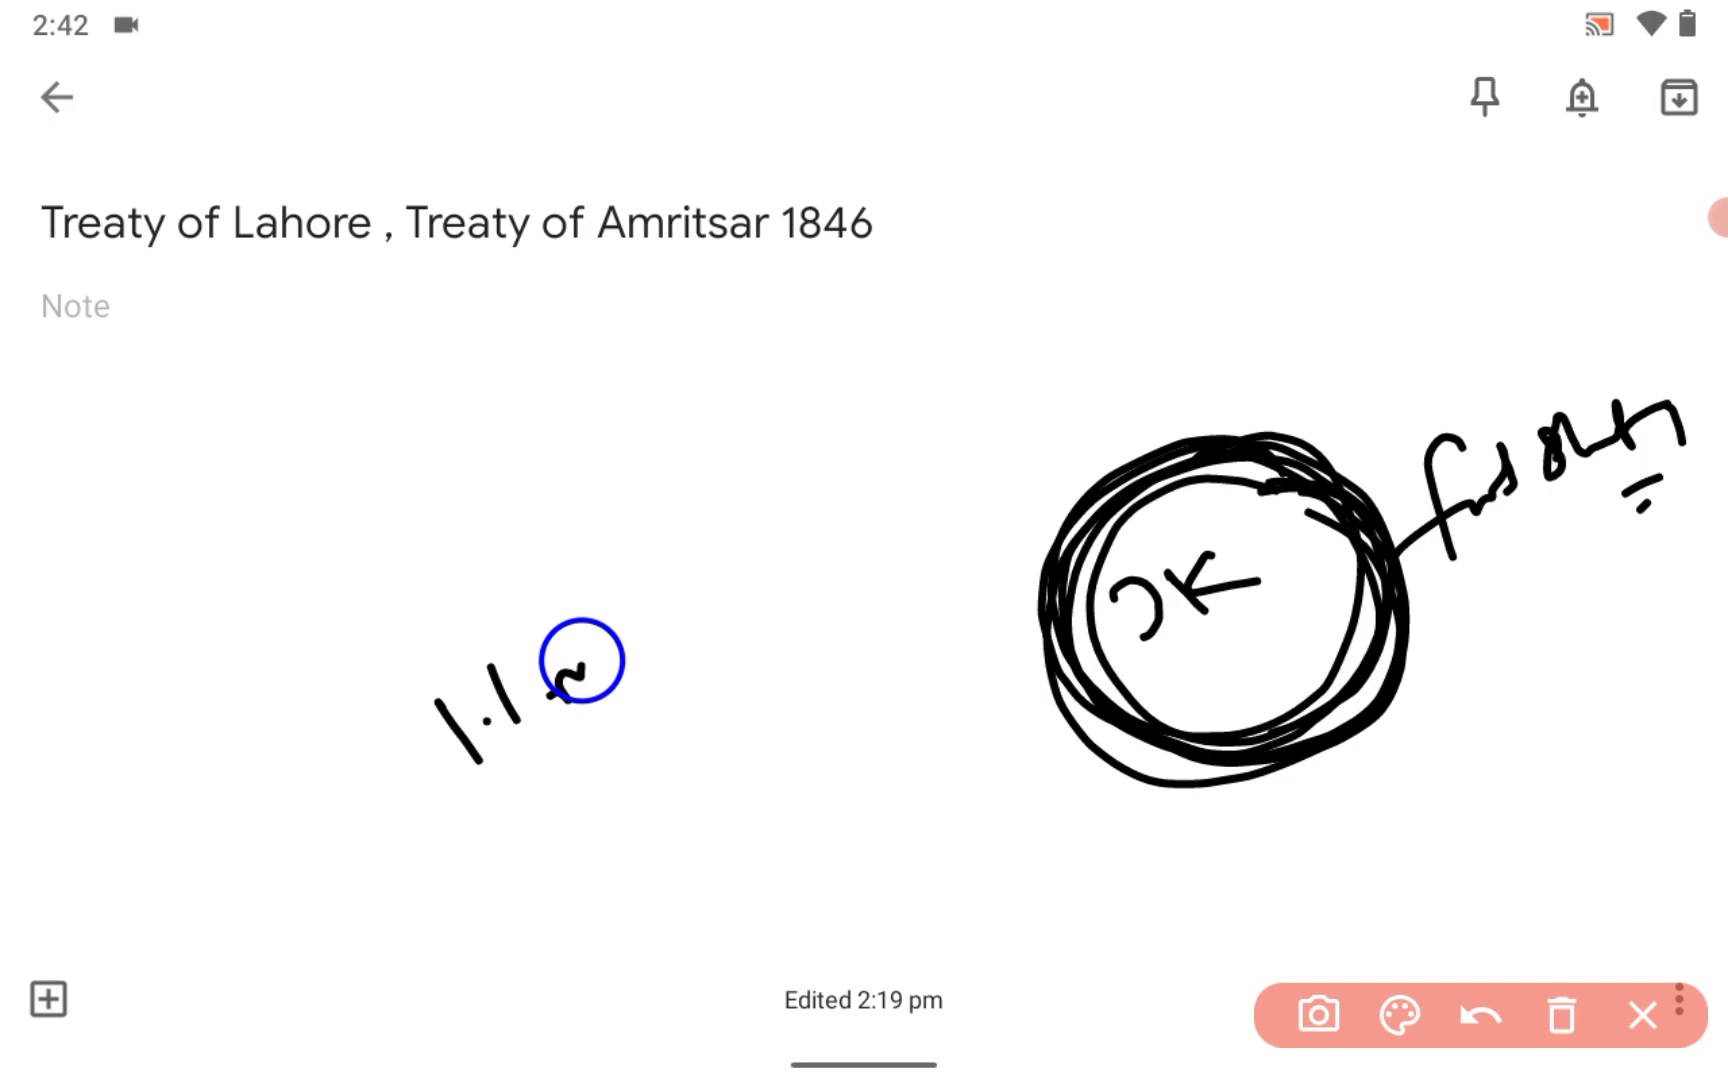 2:42
Treaty of Lahore , Treaty of Amritsar 1846
Note
JK
1.1
Edited 2:19 pm